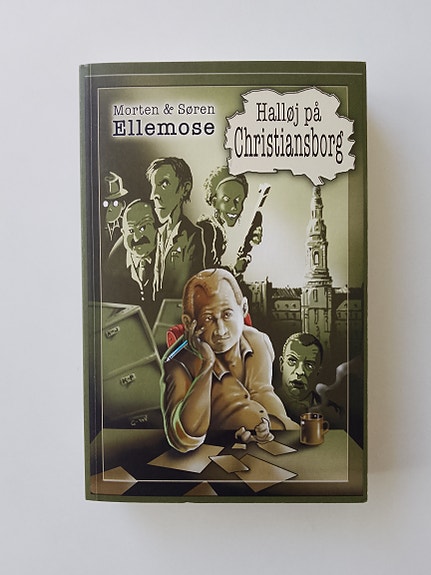 Morten & Søren
Ellemose
Halløj på
Christiansborg